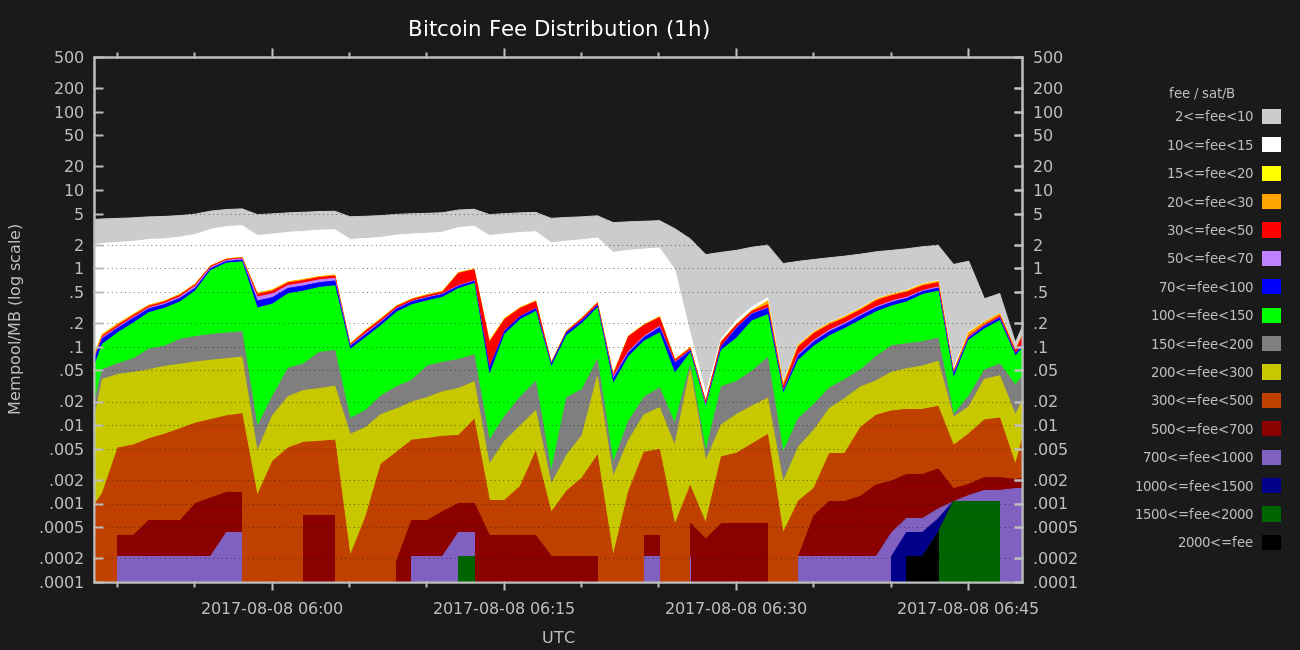 Bitcoin Fee Distribution (1h)
Mempool/MB (log scale)
500
200
100
50
20
10
5
2
1
.5
.2
.1
.05
.02
.01
.005
.002
.001
.0005
.0002
.0001
500
200
100
50
20
10
5
2
1
.5
.2
.1
.05
.02
.01
.005
.002
.001
.0005
.0002
.0001
2017-08-08 06:00
2017-08-08 06:15
2017-08-08 06:30
2017-08-08 06:45
UTC
fee / sat/B
2<=fee<10
10<=fee<15
15<=fee<20
20<=fee<30
30<=fee<50
50<=fee<70
70<=fee<100
100<=fee<150
150<=fee<200
200<=fee<300
300<=fee<500
500<=fee<700
700<=fee<1000
1000<=fee<1500
1500<=fee<2000
2000<=fee